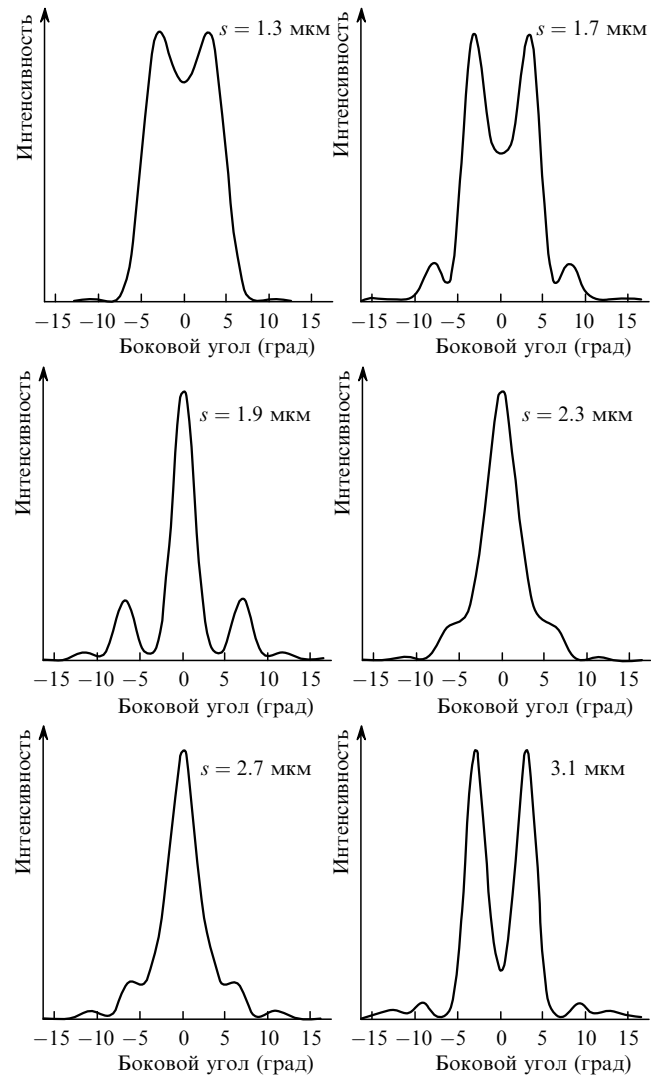 Интенсивность
s = 1.3 мкм
−15 −10 −5 0 5 10 15
Боковой угол (град)
Интенсивность
s = 1.7 мкм
−15 −10 −5 0 5 10 15
Боковой угол (град)
Интенсивность
s = 1.9 мкм
−15 −10 −5 0 5 10 15
Боковой угол (град)
Интенсивность
s = 2.3 мкм
−15 −10 −5 0 5 10 15
Боковой угол (град)
Интенсивность
s = 2.7 мкм
−15 −10 −5 0 5 10 15
Боковой угол (град)
Интенсивность
3.1 мкм
−15 −10 −5 0 5 10 15
Боковой угол (град)